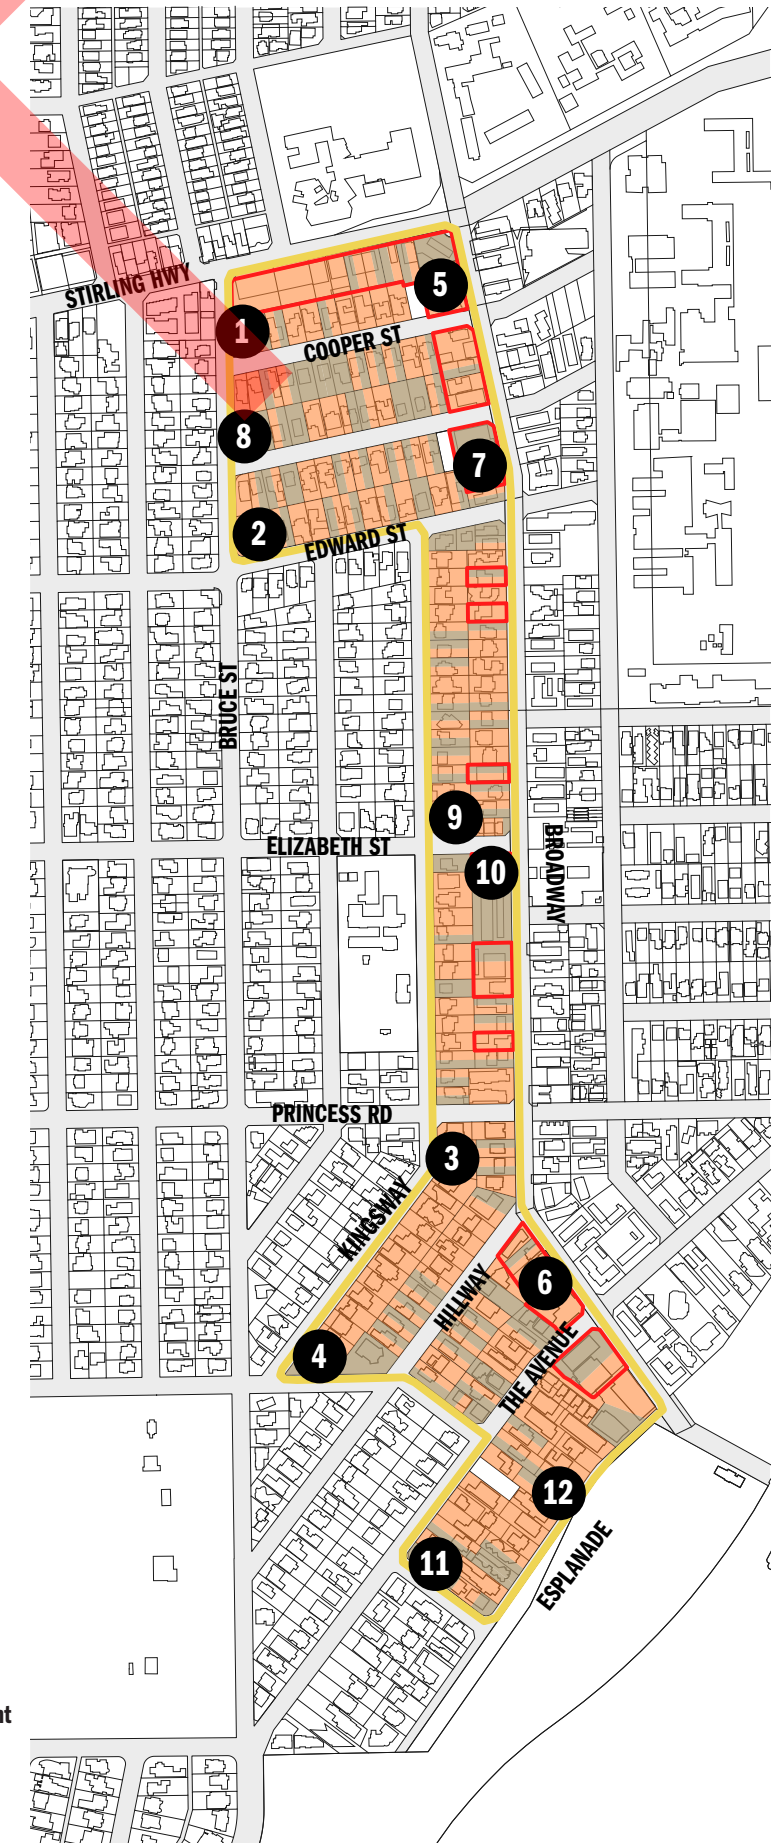 STIRLING HWY
5
1
COOPER ST
8
7
2
EDWARD ST
BRUCE ST
9
ELIZABETH ST
BROADWAY
10
PRINCESS RD
3
KINGSWAY
HILLWAY
6
4
THE AVENUE
12
11
ESPLANADE
nt